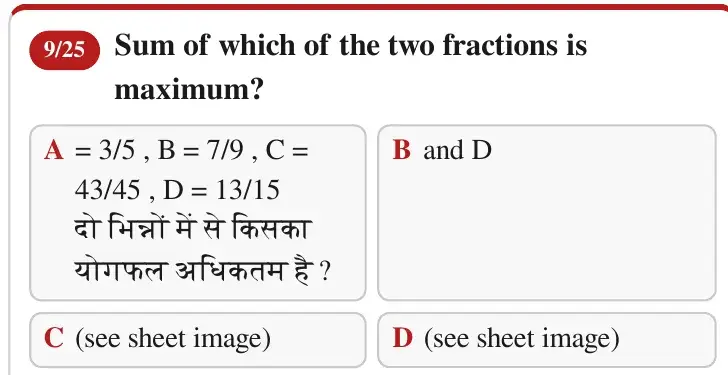 9/25 Sum of which of the two fractions is
maximum?
A = 3/5 , B = 7/9 , C =
43/45 , D = 13/15
दो भिन्नों में से किसका
योगफल अधिकतम है ?
B and D
C (see sheet image)
D (see sheet image)